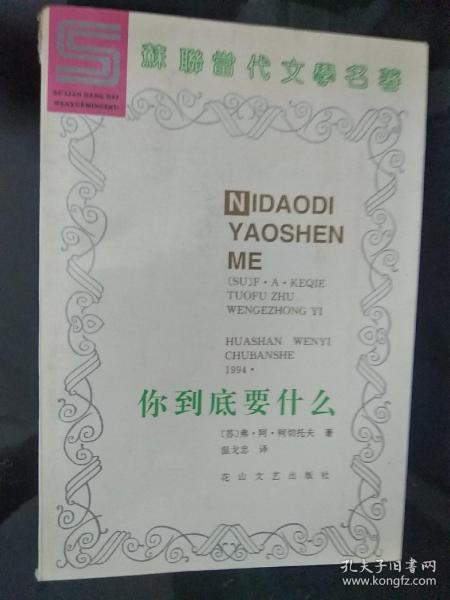 蘇聯當代文學名著
SU LIAN DANG DAI
WENXUEMINGZHU
NIDAODI
YAOSHEN
ME
〔SU〕F·A·KEQIE
TUOFU ZHU
WENGEZHONG YI
HUASHAN WENYI
CHUBANSHE
1994·
你到底要什么
〔苏〕弗·阿·柯切托夫 著
温戈忠 译
花山文艺出版社
孔夫子旧书网
www.kongfz.com